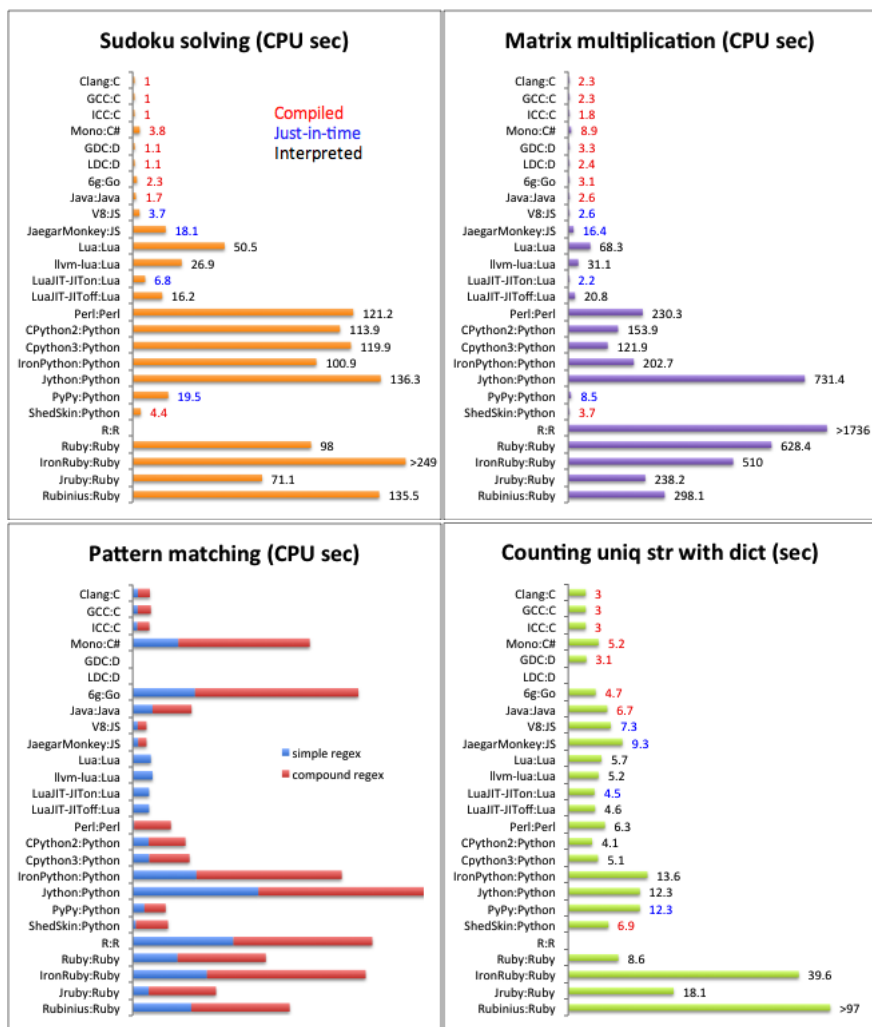 Sudoku solving (CPU sec)
Clang:C 1
GCC:C 1
ICC:C 1
Mono:C# 3.8
GDC:D 1.1
LDC:D 1.1
6g:Go 2.3
Java:Java 1.7
V8:JS 3.7
JaegarMonkey:JS 18.1
Lua:Lua 50.5
llvm-lua:Lua 26.9
LuaJIT-JITon:Lua 6.8
LuaJIT-JIToff:Lua 16.2
Perl:Perl 121.2
CPython2:Python 113.9
Cpython3:Python 119.9
IronPython:Python 100.9
Jython:Python 136.3
PyPy:Python 19.5
ShedSkin:Python 4.4
R:R
Ruby:Ruby 98
IronRuby:Ruby >249
Jruby:Ruby 71.1
Rubinius:Ruby 135.5
Compiled
Just-in-time
Interpreted
Matrix multiplication (CPU sec)
Clang:C 2.3
GCC:C 2.3
ICC:C 1.8
Mono:C# 8.9
GDC:D 3.3
LDC:D 2.4
6g:Go 3.1
Java:Java 2.6
V8:JS 2.6
JaegarMonkey:JS 16.4
Lua:Lua 68.3
llvm-lua:Lua 31.1
LuaJIT-JITon:Lua 2.2
LuaJIT-JIToff:Lua 20.8
Perl:Perl 230.3
CPython2:Python 153.9
Cpython3:Python 121.9
IronPython:Python 202.7
Jython:Python 731.4
PyPy:Python 8.5
ShedSkin:Python 3.7
R:R >1736
Ruby:Ruby 628.4
IronRuby:Ruby 510
Jruby:Ruby 238.2
Rubinius:Ruby 298.1
Pattern matching (CPU sec)
Clang:C
GCC:C
ICC:C
Mono:C#
GDC:D
LDC:D
6g:Go
Java:Java
V8:JS
JaegarMonkey:JS
Lua:Lua
llvm-lua:Lua
LuaJIT-JITon:Lua
LuaJIT-JIToff:Lua
Perl:Perl
CPython2:Python
Cpython3:Python
IronPython:Python
Jython:Python
PyPy:Python
ShedSkin:Python
R:R
Ruby:Ruby
IronRuby:Ruby
Jruby:Ruby
Rubinius:Ruby
simple regex
compound regex
Counting uniq str with dict (sec)
Clang:C 3
GCC:C 3
ICC:C 3
Mono:C# 5.2
GDC:D 3.1
LDC:D
6g:Go 4.7
Java:Java 6.7
V8:JS 7.3
JaegarMonkey:JS 9.3
Lua:Lua 5.7
llvm-lua:Lua 5.2
LuaJIT-JITon:Lua 4.5
LuaJIT-JIToff:Lua 4.6
Perl:Perl 6.3
CPython2:Python 4.1
Cpython3:Python 5.1
IronPython:Python 13.6
Jython:Python 12.3
PyPy:Python 12.3
ShedSkin:Python 6.9
R:R
Ruby:Ruby 8.6
IronRuby:Ruby 39.6
Jruby:Ruby 18.1
Rubinius:Ruby >97